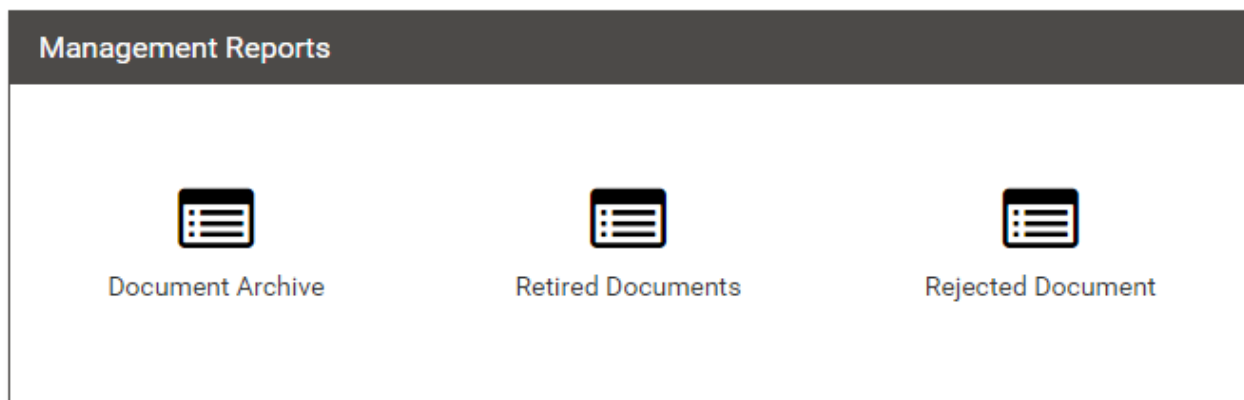 Management Reports
Document Archive
Retired Documents
Rejected Document